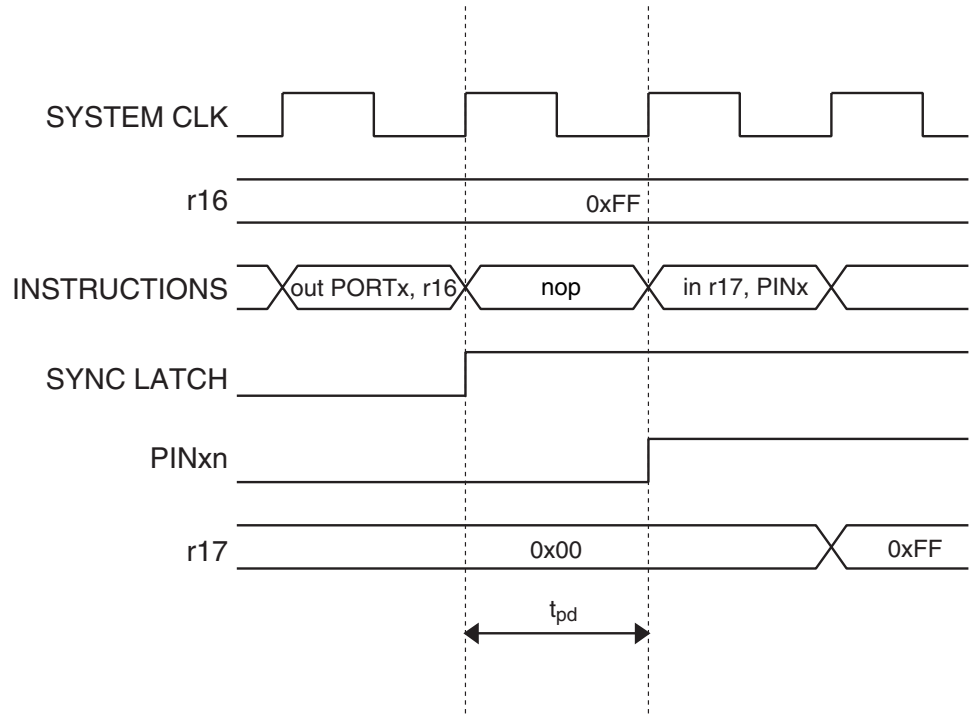 SYSTEM CLK
r16
0xFF
INSTRUCTIONS
out PORTx, r16
nop
in r17, PINx
SYNC LATCH
PINxn
r17
0x00
0xFF
tpd